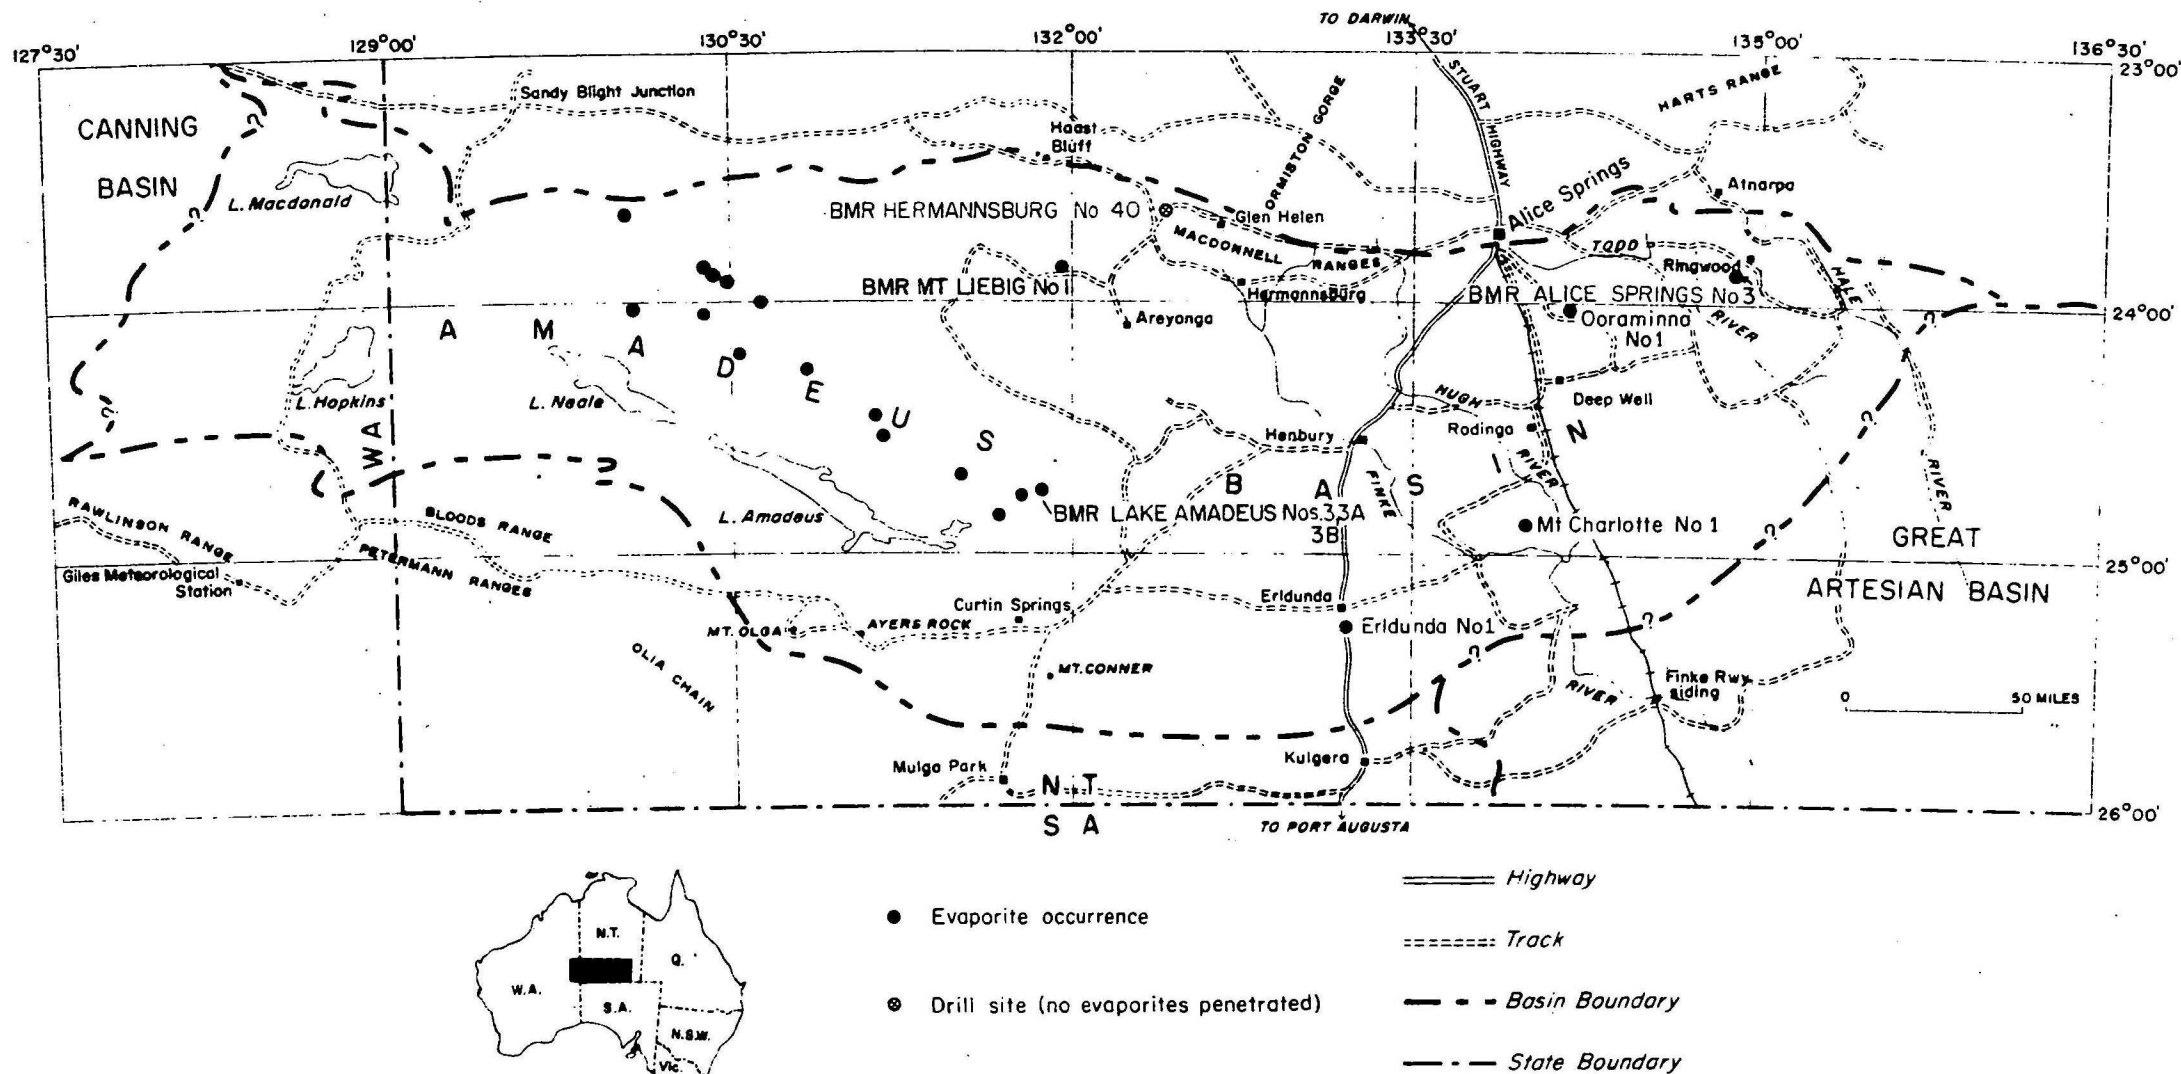 TO DARWIN
127°30'
129°00'
130°30'
132°00'
133°30'
135°00'
136°30'
23°00'
STUART
HIGHWAY
HARTS RANGE
Sandy Blight Junction
CANNING
BASIN
?
Haast
Bluff
ORMISTON GORGE
Alice Springs
Atnarpa
L. Macdonald
?
BMR HERMANNSBURG No 40
Glen Helen
MACDONNELL
RANGES
TODD
Ringwood
HALE
BMR MT LIEBIG No 1
Hermannsburg
BMR ALICE SPRINGS No 3
24°00'
Areyonga
Ooraminna
No 1
RIVER
?
A M A D E U S
L. Hopkins
L. Neale
HUGH
Deep Well
?
?
WA
Henbury
Rodinga
N
RIVER
RIVER
B A S
FINKE
RAWLINSON RANGE
BLOODS RANGE
L. Amadeus
BMR LAKE AMADEUS Nos. 3,3A
3B
Mt Charlotte No 1
?
GREAT
PETERMANN RANGES
25°00'
Giles Meteorological
Station
Curtin Springs
Erldunda
ARTESIAN BASIN
MT. OLGA
AYERS ROCK
Erldunda No 1
?
?
OLIA CHAIN
MT. CONNER
Finke Rwy
siding
RIVER
0 50 MILES
Kulgera
Mulga Park
N T
S A
26°00'
TO PORT AUGUSTA
N.T.
Q.
W.A.
S.A.
N.S.W.
Vic.
Evaporite occurrence
Drill site (no evaporites penetrated)
Highway
Track
Basin Boundary
State Boundary